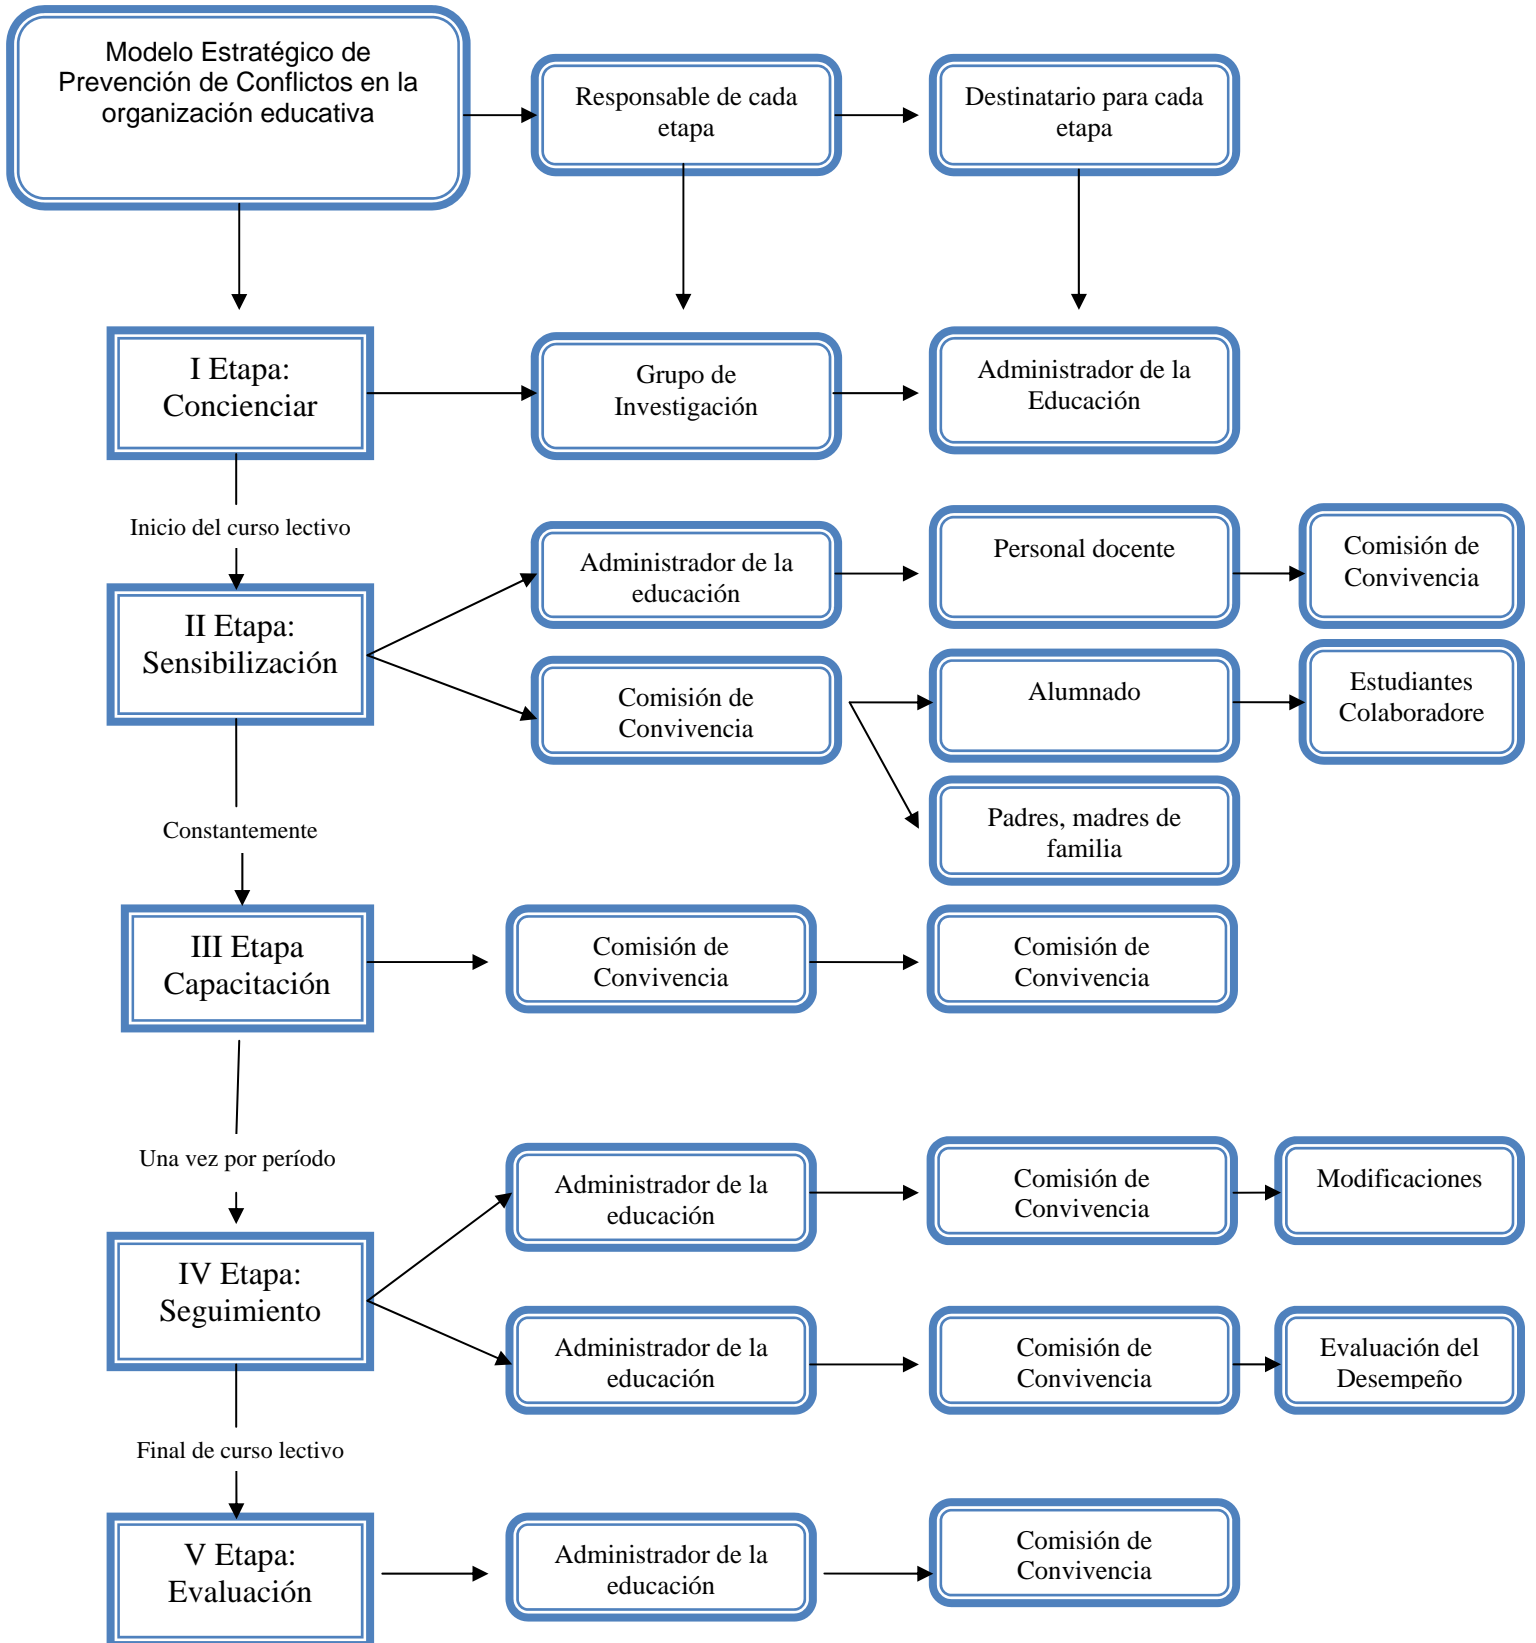 Modelo Estratégico de
Prevención de Conflictos en la
organización educativa
Responsable de cada
etapa
Destinatario para cada
etapa
I Etapa:
Concienciar
Grupo de
Investigación
Administrador de la
Educación
Inicio del curso lectivo
II Etapa:
Sensibilización
Administrador de la
educación
Personal docente
Comisión de
Convivencia
Comisión de
Convivencia
Alumnado
Estudiantes
Colaboradore
Padres, madres de
familia
Constantemente
III Etapa
Capacitación
Comisión de
Convivencia
Comisión de
Convivencia
Una vez por período
IV Etapa:
Seguimiento
Administrador de la
educación
Comisión de
Convivencia
Modificaciones
Administrador de la
educación
Comisión de
Convivencia
Evaluación del
Desempeño
Final de curso lectivo
V Etapa:
Evaluación
Administrador de la
educación
Comisión de
Convivencia